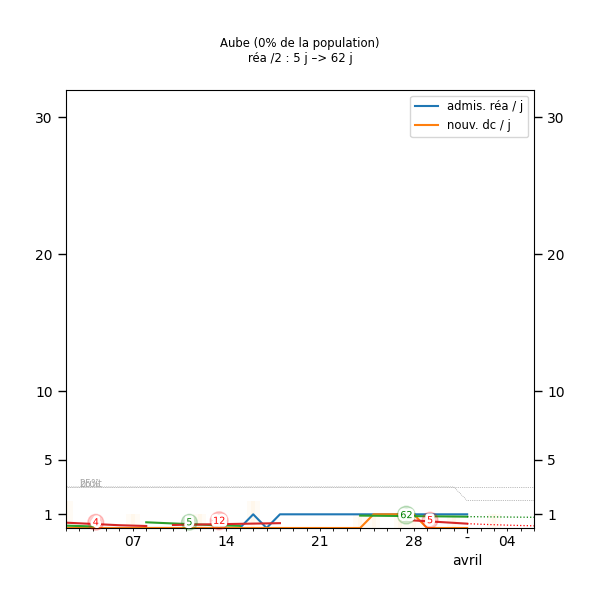 Aube (0% de la population)
réa /2 : 5 j –> 62 j
admis. réa / j
nouv. dc / j
30 30
20 20
10 10
5 5
1 1
4 5 12 62 5
07 14 21 28 - 04
avril